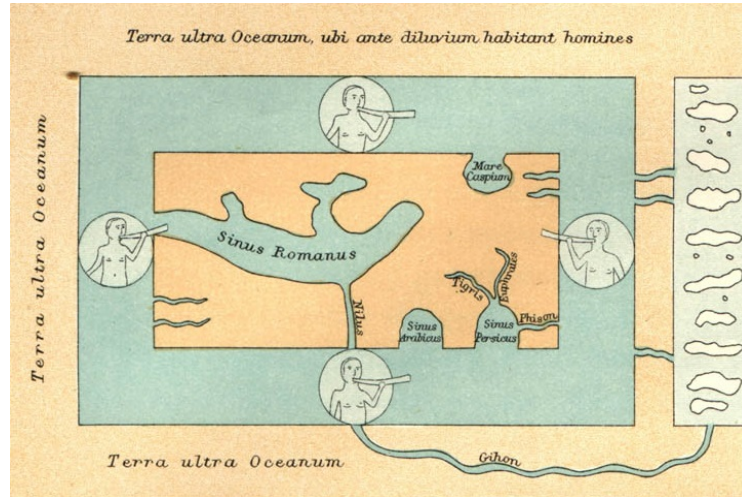 Terra ultra Oceanum, ubi ante diluvium habitant homines
Terra ultra Oceanum
Mare
Caspium
Sinus Romanus
Tigris
Euphrates
Nilus
Sinus
Arabicus
Sinus
Persicus
Phison
Terra ultra Oceanum
Gihon